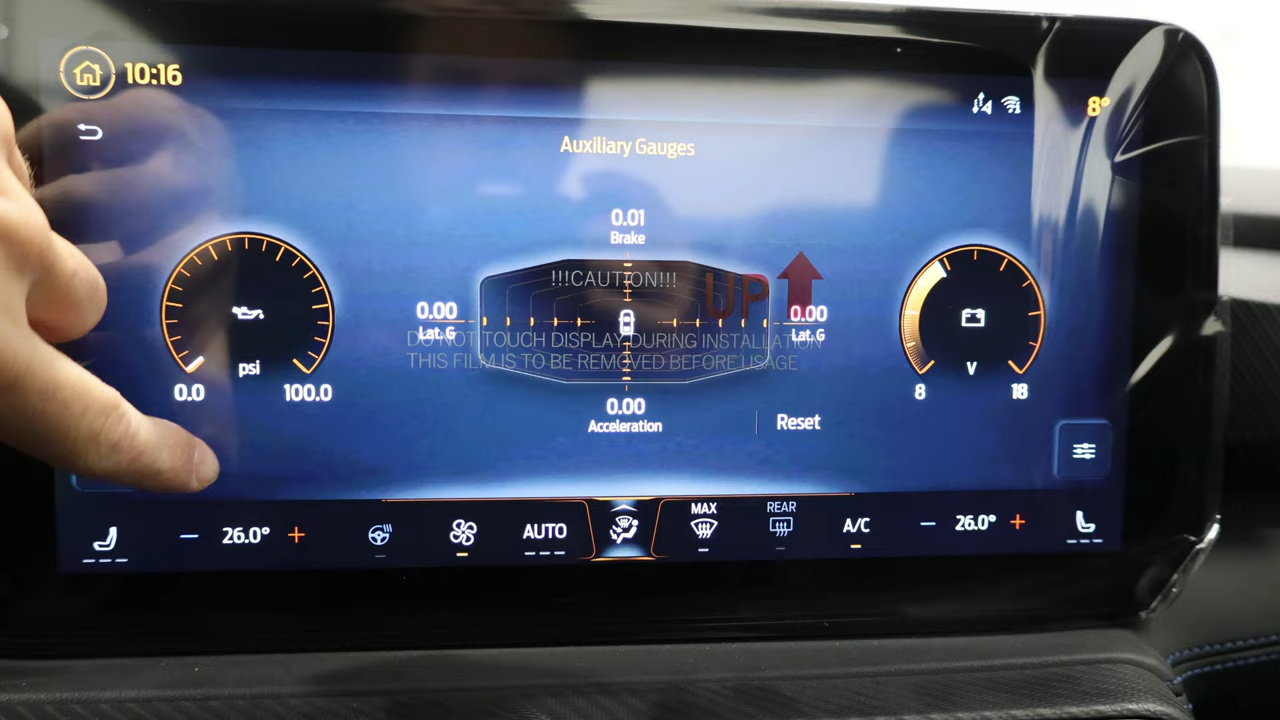 10:16
8°
Auxiliary Gauges
0.01
Brake
!!!CAUTION!!!
UP
0.00
Lat. G
0.00
Lat. G
DO NOT TOUCH DISPLAY DURING INSTALLATION
THIS FILM IS TO BE REMOVED BEFORE USAGE
psi
0.0
100.0
V
8
18
0.00
Acceleration
Reset
26.0°
AUTO
MAX
REAR
A/C
26.0°